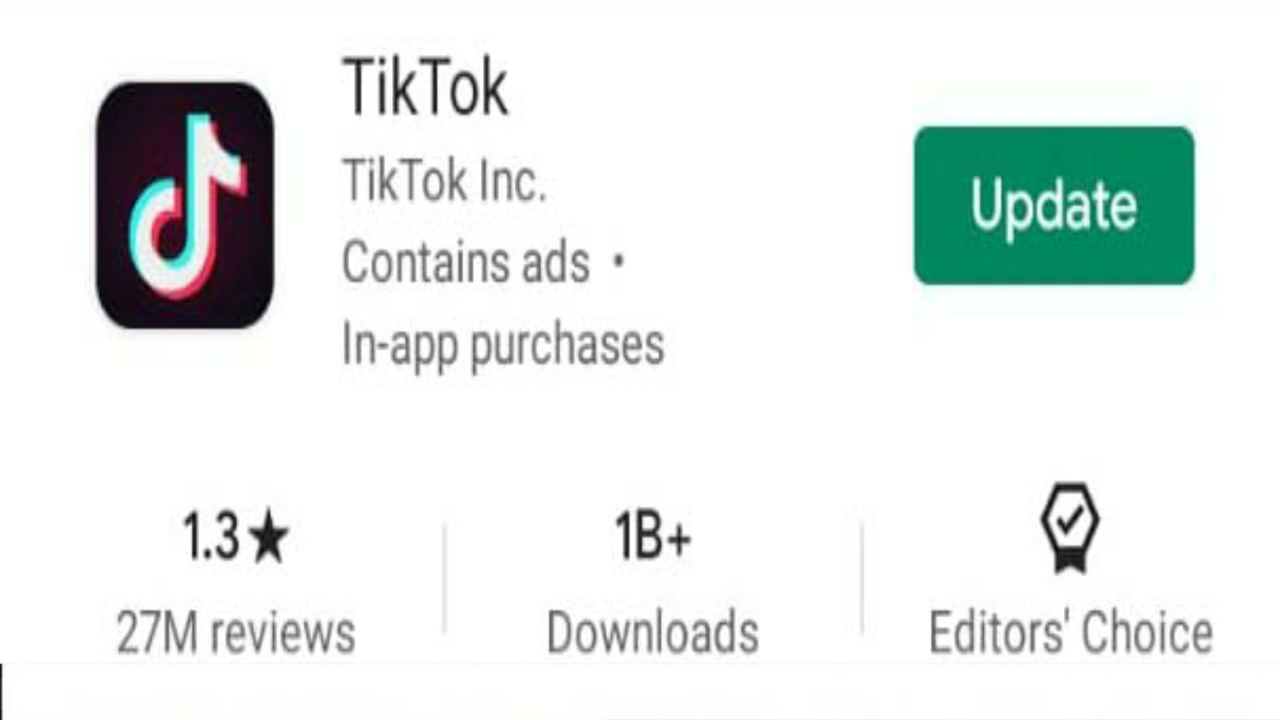 TikTok
TikTok Inc.
Contains ads •
In-app purchases
Update
1.3★
27M reviews
1B+
Downloads
Editors' Choice